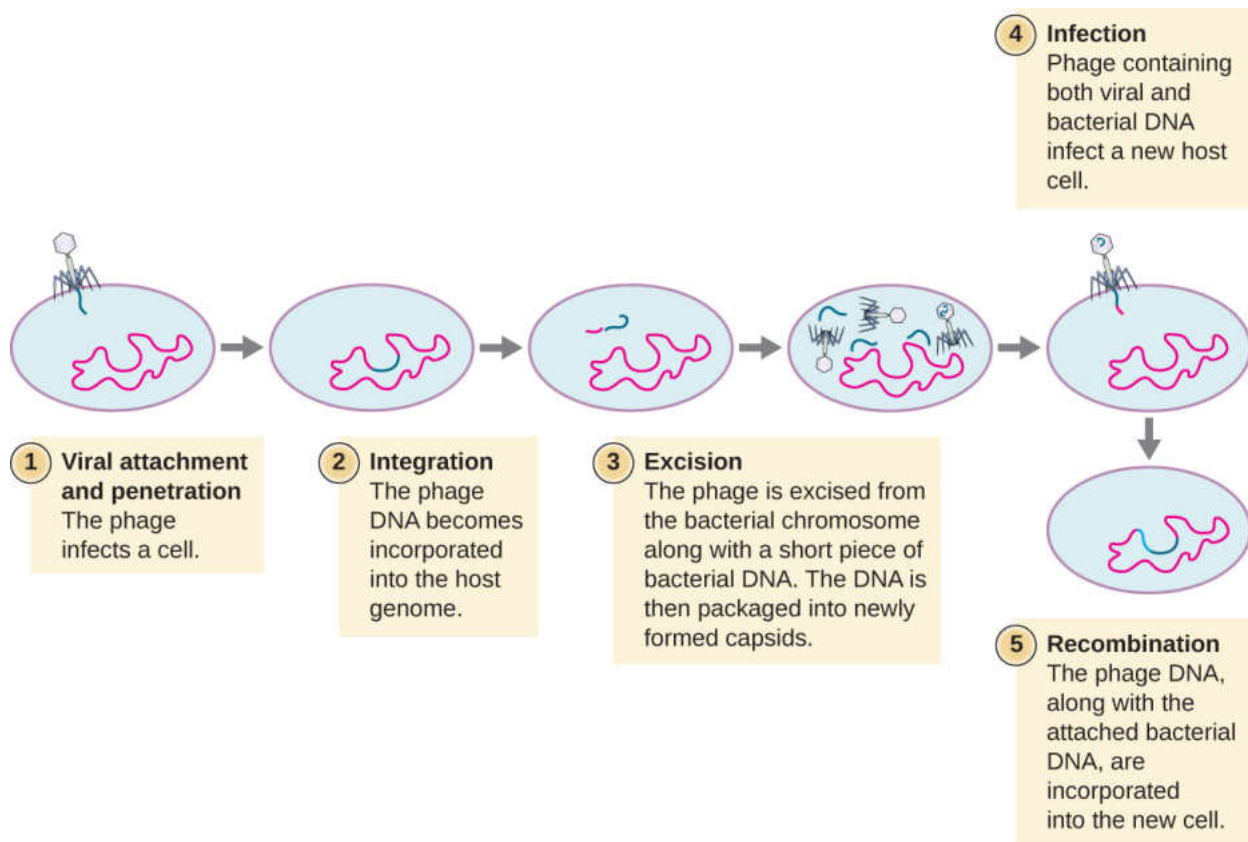 1 Viral attachment
and penetration
The phage
infects a cell.
2 Integration
The phage
DNA becomes
incorporated
into the host
genome.
3 Excision
The phage is excised from
the bacterial chromosome
along with a short piece of
bacterial DNA. The DNA is
then packaged into newly
formed capsids.
4 Infection
Phage containing
both viral and
bacterial DNA
infect a new host
cell.
5 Recombination
The phage DNA,
along with the
attached bacterial
DNA, are
incorporated
into the new cell.